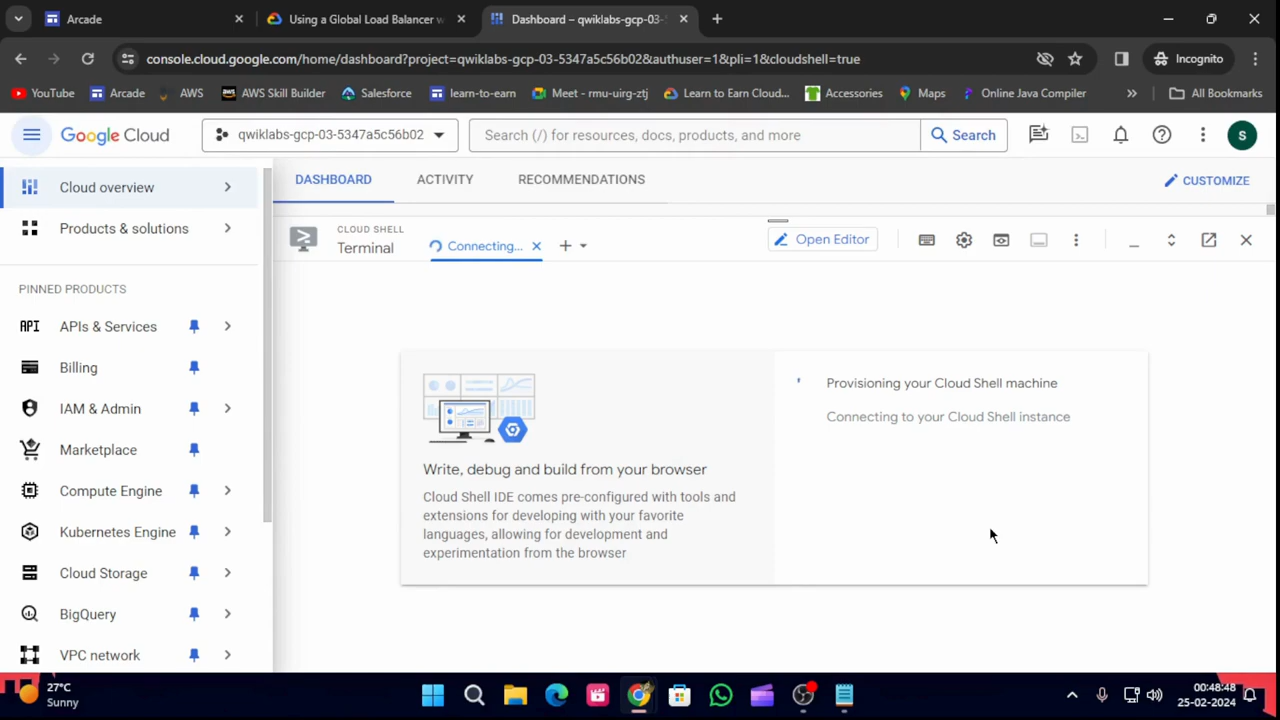 Arcade
Using a Global Load Balancer w
Dashboard – qwiklabs-gcp-03-5
console.cloud.google.com/home/dashboard?project=qwiklabs-gcp-03-5347a5c56b02&authuser=1&pli=1&cloudshell=true
Incognito
YouTube
Arcade
AWS
AWS Skill Builder
Salesforce
learn-to-earn
Meet - rmu-uirg-ztj
Learn to Earn Cloud...
Accessories
Maps
Online Java Compiler
All Bookmarks
Google Cloud
qwiklabs-gcp-03-5347a5c56b02
Search (/) for resources, docs, products, and more
Search
S
Cloud overview
DASHBOARD
ACTIVITY
RECOMMENDATIONS
CUSTOMIZE
Products & solutions
CLOUD SHELL
Terminal
Connecting...
Open Editor
PINNED PRODUCTS
API
APIs & Services
Billing
IAM & Admin
Marketplace
Compute Engine
Kubernetes Engine
Cloud Storage
BigQuery
VPC network
Write, debug and build from your browser
Cloud Shell IDE comes pre-configured with tools and
extensions for developing with your favorite
languages, allowing for development and
experimentation from the browser
Provisioning your Cloud Shell machine
Connecting to your Cloud Shell instance
27°C
Sunny
00:48:48
25-02-2024